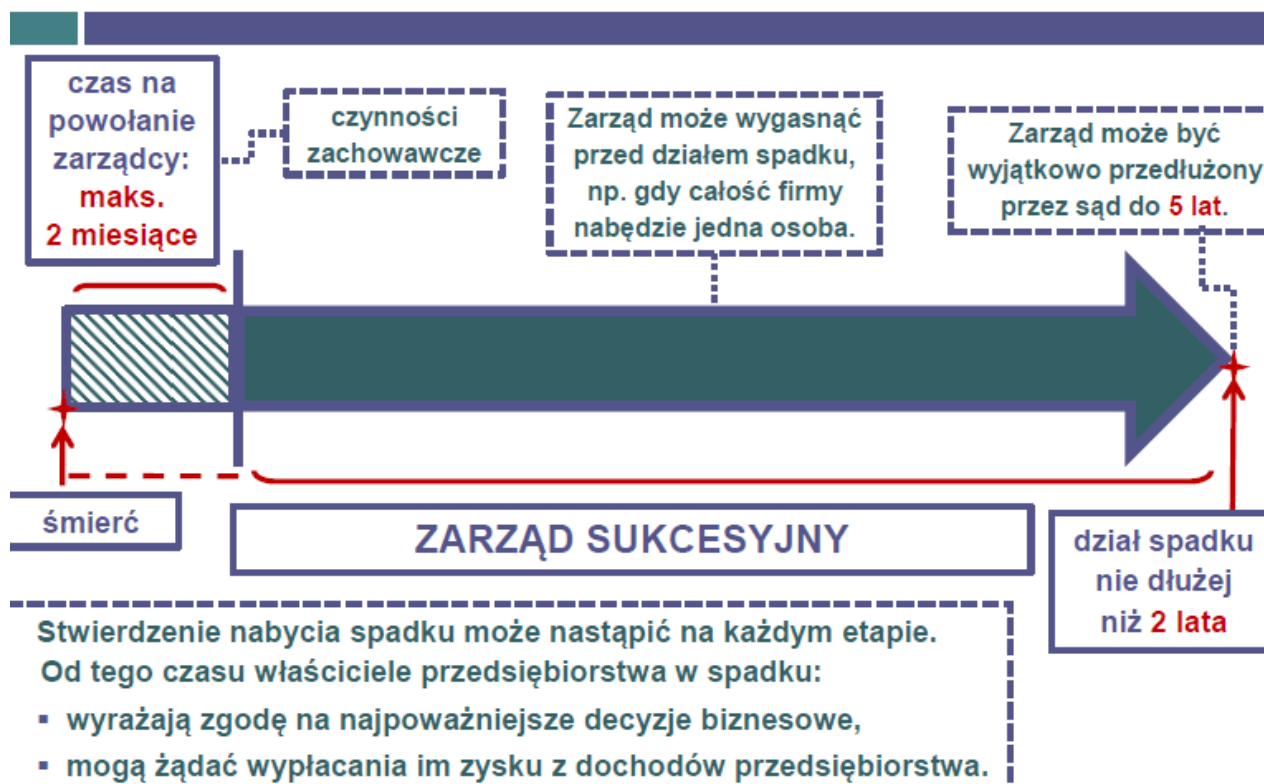 czas na
powołanie
zarządcy:
maks.
2 miesiące
czynności
zachowawcze
Zarząd może wygasnąć
przed działem spadku,
np. gdy całość firmy
nabędzie jedna osoba.
Zarząd może być
wyjątkowo przedłużony
przez sąd do 5 lat.
śmierć
ZARZĄD SUKCESYJNY
dział spadku
nie dłużej
niż 2 lata
Stwierdzenie nabycia spadku może nastąpić na każdym etapie.
Od tego czasu właściciele przedsiębiorstwa w spadku:
▪ wyrażają zgodę na najpoważniejsze decyzje biznesowe,
▪ mogą żądać wypłacania im zysku z dochodów przedsiębiorstwa.